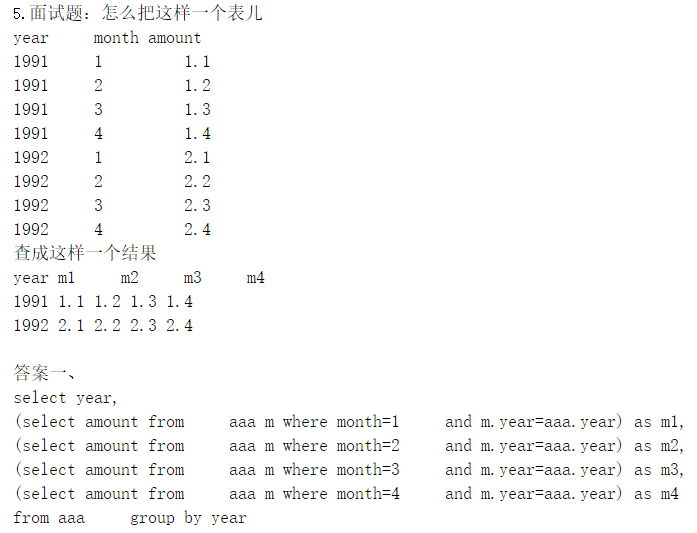 5.面试题：怎么把这样一个表儿
year month amount
1991 1 1.1
1991 2 1.2
1991 3 1.3
1991 4 1.4
1992 1 2.1
1992 2 2.2
1992 3 2.3
1992 4 2.4
查成这样一个结果
year m1 m2 m3 m4
1991 1.1 1.2 1.3 1.4
1992 2.1 2.2 2.3 2.4
答案一、
select year,
(select amount from aaa m where month=1 and m.year=aaa.year) as m1,
(select amount from aaa m where month=2 and m.year=aaa.year) as m2,
(select amount from aaa m where month=3 and m.year=aaa.year) as m3,
(select amount from aaa m where month=4 and m.year=aaa.year) as m4
from aaa group by year